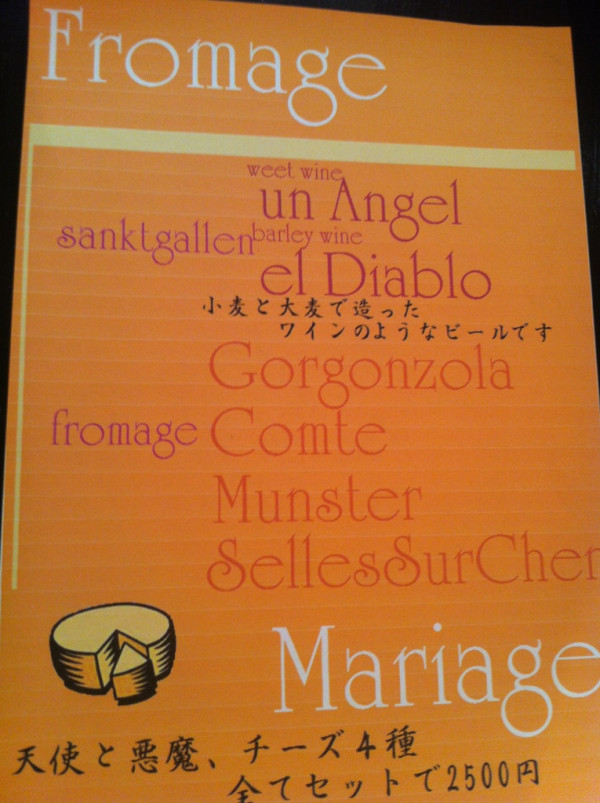 Fromage
weet wine
un Angel
sanktgallen
barley wine
el Diablo
小麦と大麦で造った
ワインのようなビールです
Gorgonzola
fromage Comte
Munster
SellesSurCher
Mariage
天使と悪魔、チーズ4種
全てセットで2500円